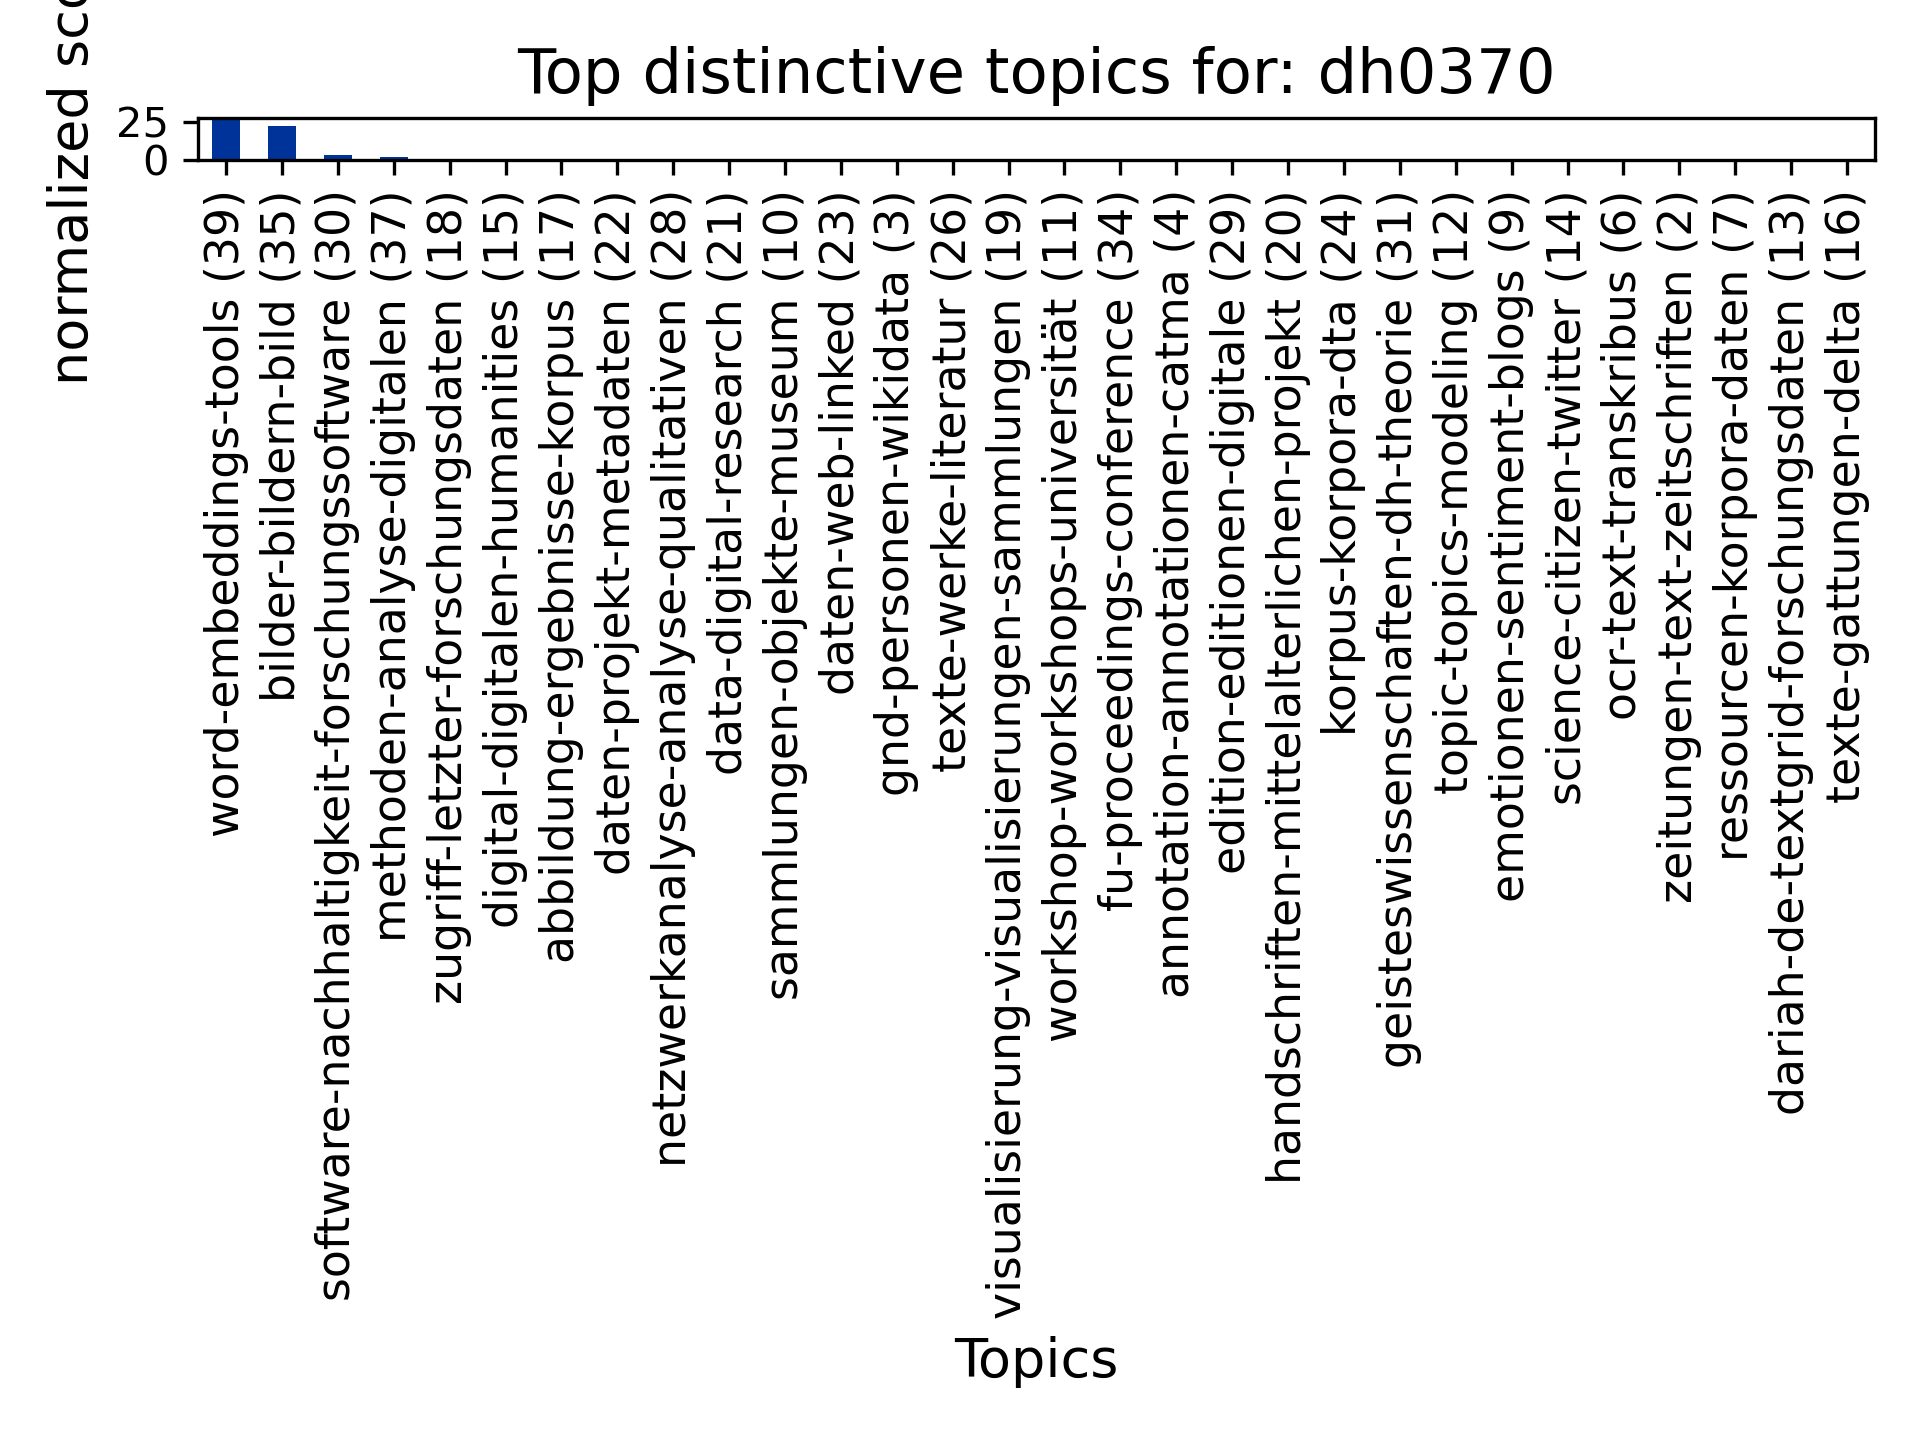 Top distinctive topics for: dh0370
normalized sco
25
0
word-embeddings-tools (39)
bilder-bildern-bild (35)
software-nachhaltigkeit-forschungssoftware (30)
methoden-analyse-digitalen (37)
zugriff-letzter-forschungsdaten (18)
digital-digitalen-humanities (15)
abbildung-ergebnisse-korpus (17)
daten-projekt-metadaten (22)
netzwerkanalyse-analyse-qualitativen (28)
data-digital-research (21)
sammlungen-objekte-museum (10)
daten-web-linked (23)
gnd-personen-wikidata (3)
texte-werke-literatur (26)
visualisierung-visualisierungen-sammlungen (19)
workshop-workshops-universität (11)
fu-proceedings-conference (34)
annotation-annotationen-catma (4)
edition-editionen-digitale (29)
handschriften-mittelalterlichen-projekt (20)
korpus-korpora-dta (24)
geisteswissenschaften-dh-theorie (31)
topic-topics-modeling (12)
emotionen-sentiment-blogs (9)
science-citizen-twitter (14)
ocr-text-transkribus (6)
zeitungen-text-zeitschriften (2)
ressourcen-korpora-daten (7)
dariah-de-textgrid-forschungsdaten (13)
texte-gattungen-delta (16)
Topics